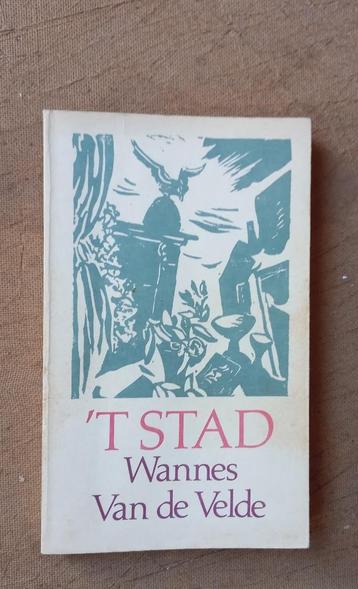 'T STAD
Wannes
Van de Velde